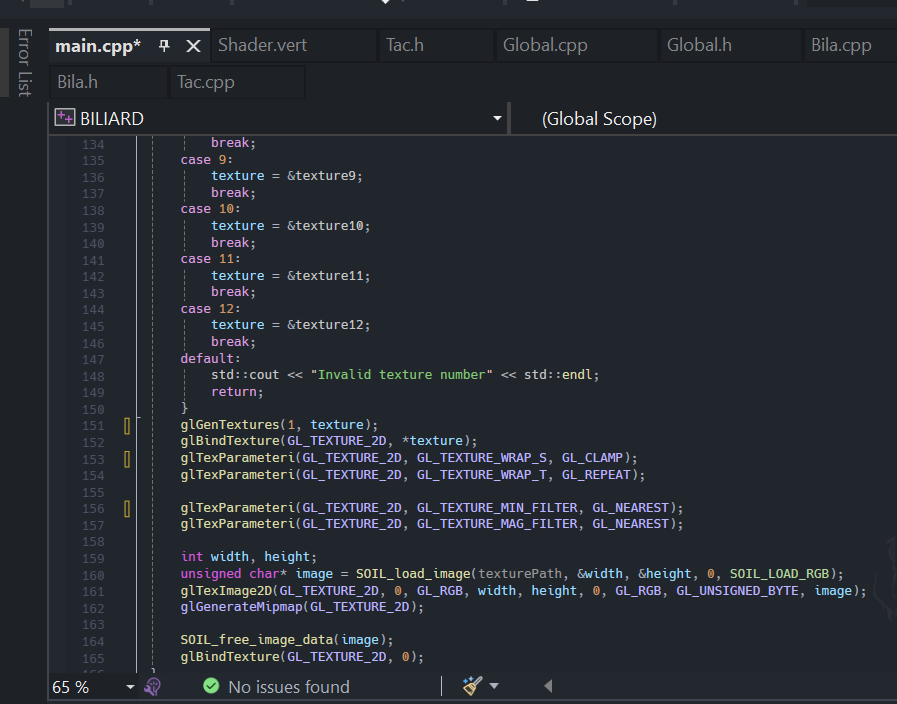 Error List
main.cpp* Shader.vert Tac.h Global.cpp Global.h Bila.cpp
Bila.h Tac.cpp
BILIARD (Global Scope)
134 break;
135 case 9:
136 texture = &texture9;
137 break;
138 case 10:
139 texture = &texture10;
140 break;
141 case 11:
142 texture = &texture11;
143 break;
144 case 12:
145 texture = &texture12;
146 break;
147 default:
148 std::cout << "Invalid texture number" << std::endl;
149 return;
150 }
151 glGenTextures(1, texture);
152 glBindTexture(GL_TEXTURE_2D, *texture);
153 glTexParameteri(GL_TEXTURE_2D, GL_TEXTURE_WRAP_S, GL_CLAMP);
154 glTexParameteri(GL_TEXTURE_2D, GL_TEXTURE_WRAP_T, GL_REPEAT);
155
156 glTexParameteri(GL_TEXTURE_2D, GL_TEXTURE_MIN_FILTER, GL_NEAREST);
157 glTexParameteri(GL_TEXTURE_2D, GL_TEXTURE_MAG_FILTER, GL_NEAREST);
158
159 int width, height;
160 unsigned char* image = SOIL_load_image(texturePath, &width, &height, 0, SOIL_LOAD_RGB);
161 glTexImage2D(GL_TEXTURE_2D, 0, GL_RGB, width, height, 0, GL_RGB, GL_UNSIGNED_BYTE, image);
162 glGenerateMipmap(GL_TEXTURE_2D);
163
164 SOIL_free_image_data(image);
165 glBindTexture(GL_TEXTURE_2D, 0);
65 % No issues found